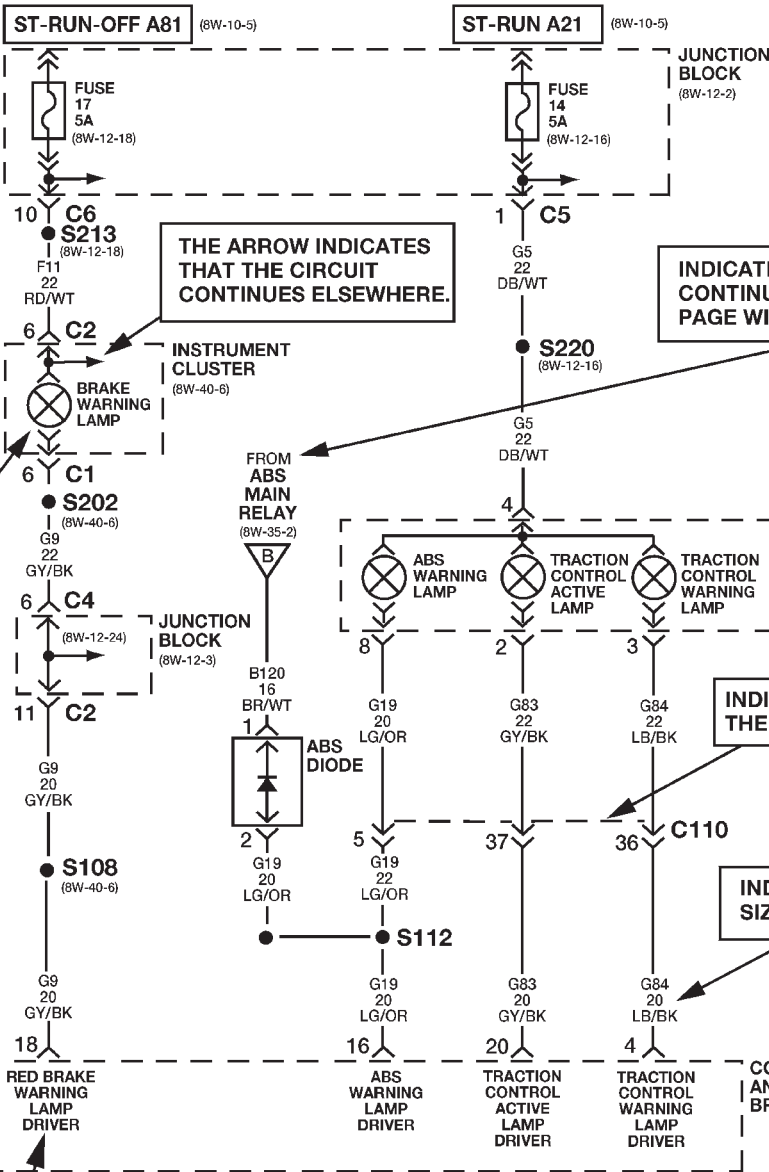 ST-RUN-OFF A81 (8W-10-5)
ST-RUN A21 (8W-10-5)
JUNCTION
BLOCK
(8W-12-2)
FUSE
17
5A
(8W-12-18)
FUSE
14
5A
(8W-12-16)
10 C6
S213
(8W-12-18)
F11
22
RD/WT
6 C2
1 C5
G5
22
DB/WT
THE ARROW INDICATES
THAT THE CIRCUIT
CONTINUES ELSEWHERE.
PAGE
INSTRUMENT
CLUSTER
(8W-40-6)
BRAKE
WARNING
LAMP
S220
(8W-12-16)
G5
22
DB/WT
4
6 C1
S202
(8W-40-6)
G9
22
GY/BK
6 C4
FROM
ABS
MAIN
RELAY
(8W-35-2)
B
ABS
WARNING
LAMP
TRACTION
CONTROL
ACTIVE
LAMP
TRACTION
CONTROL
WARNING
LAMP
(8W-12-24)
JUNCTION
BLOCK
(8W-12-3)
8 2 3
11 C2
B120
16
BR/WT
1
G19
20
LG/OR
G83
22
GY/BK
G84
22
LB/BK
THE
ABS
DIODE
G9
20
GY/BK
2
5 37 36 C110
S108
(8W-40-6)
G19
20
LG/OR
G19
22
LG/OR
S112
G9
20
GY/BK
G19
20
LG/OR
G83
20
GY/BK
G84
20
LB/BK
18 16 20 4
RED BRAKE
WARNING
LAMP
DRIVER
ABS
WARNING
LAMP
DRIVER
TRACTION
CONTROL
ACTIVE
LAMP
DRIVER
TRACTION
CONTROL
WARNING
LAMP
DRIVER